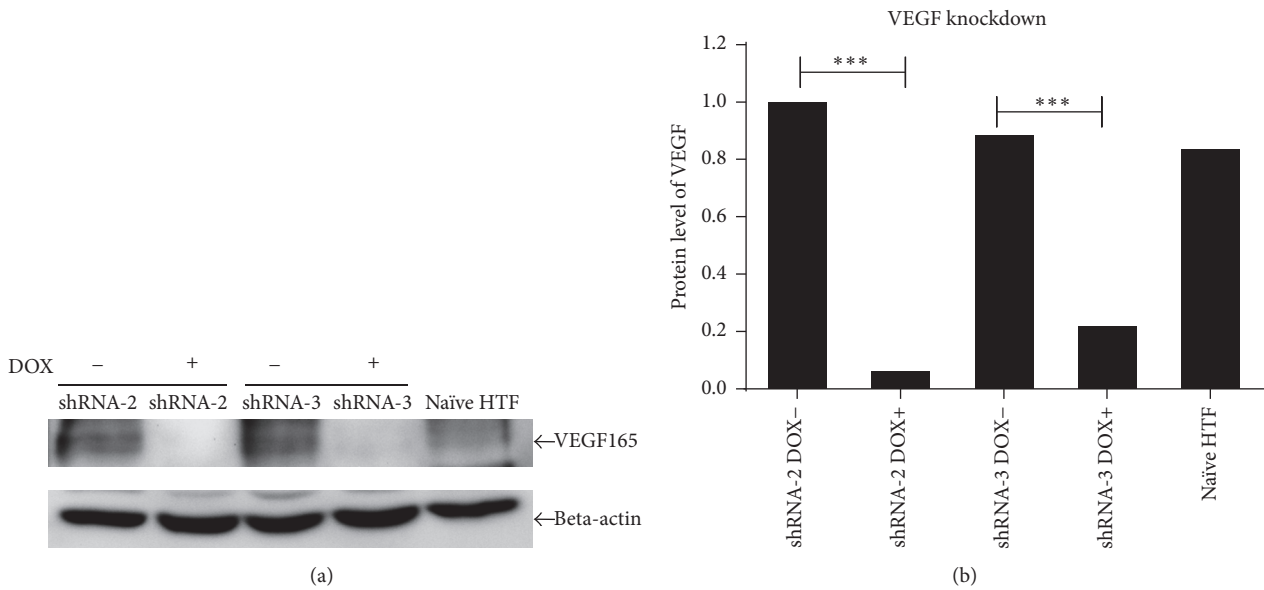 DOX – + – +
shRNA-2 shRNA-2 shRNA-3 shRNA-3 Naïve HTF
←VEGF165
←Beta-actin
(a)
VEGF knockdown
Protein level of VEGF
1.2
1.0
0.8
0.6
0.4
0.2
0.0
***
***
shRNA-2 DOX–
shRNA-2 DOX+
shRNA-3 DOX–
shRNA-3 DOX+
Naïve HTF
(b)